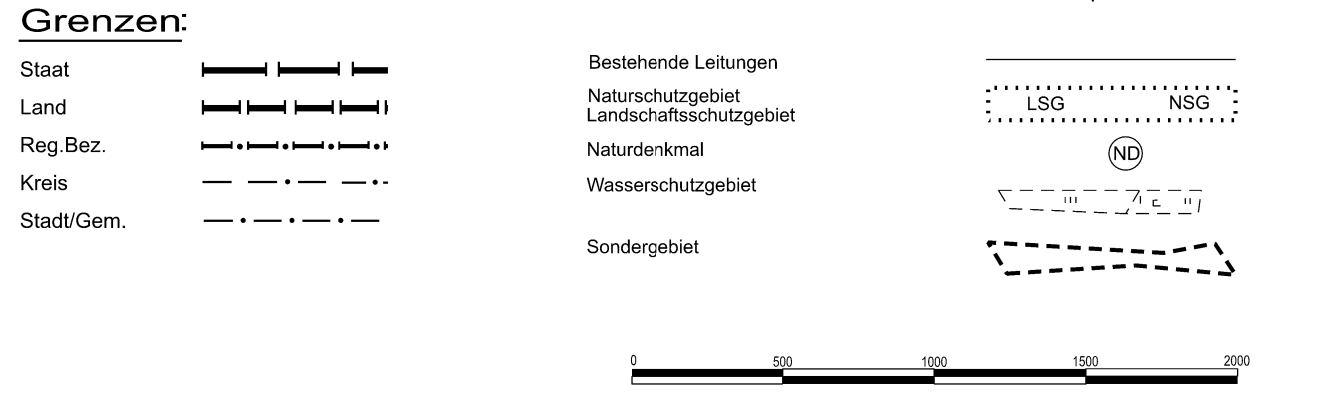 Grenzen:
Staat
Land
Reg.Bez.
Kreis
Stadt/Gem.
Bestehende Leitungen
Naturschutzgebiet
Landschaftsschutzgebiet
LSG NSG
Naturdenkmal
ND
Wasserschutzgebiet
III II
Sondergebiet
0 500 1000 1500 2000